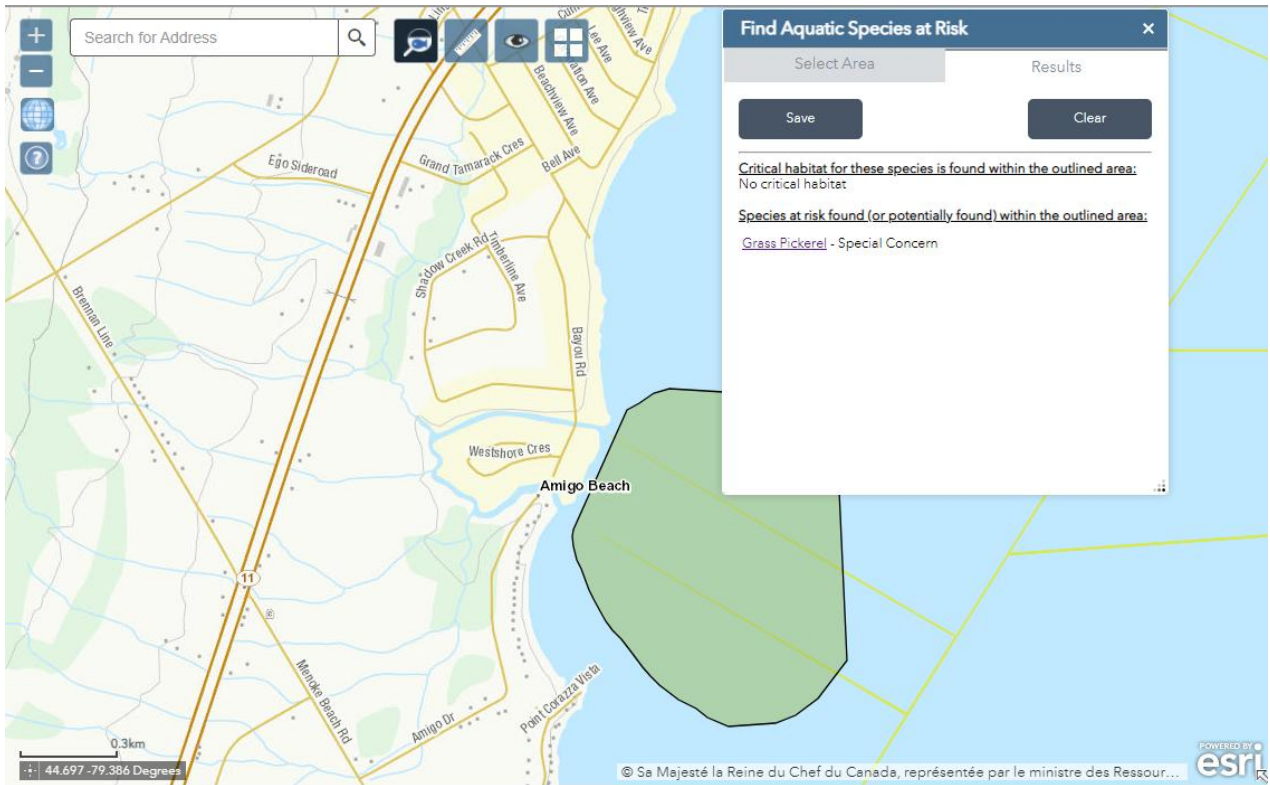 +
Search for Address
−
?
Find Aquatic Species at Risk
×
Select Area
Results
Save
Clear
Critical habitat for these species is found within the outlined area:
No critical habitat
Species at risk found (or potentially found) within the outlined area:
Grass Pickerel - Special Concern
Lee Ave
Beachview Ave
Bell Ave
Grand Tamarack Cres
Ego Sideroad
Shadow Creek Rd
Timberline Ave
Brennan Line
Bayou Rd
Westshore Cres
Amigo Beach
11
Menoke Beach Rd
Amigo Dr
Point Corazza Vista
0.3km
44.697 -79.386 Degrees
© Sa Majesté la Reine du Chef du Canada, représentée par le ministre des Ressour...
POWERED BY
esri